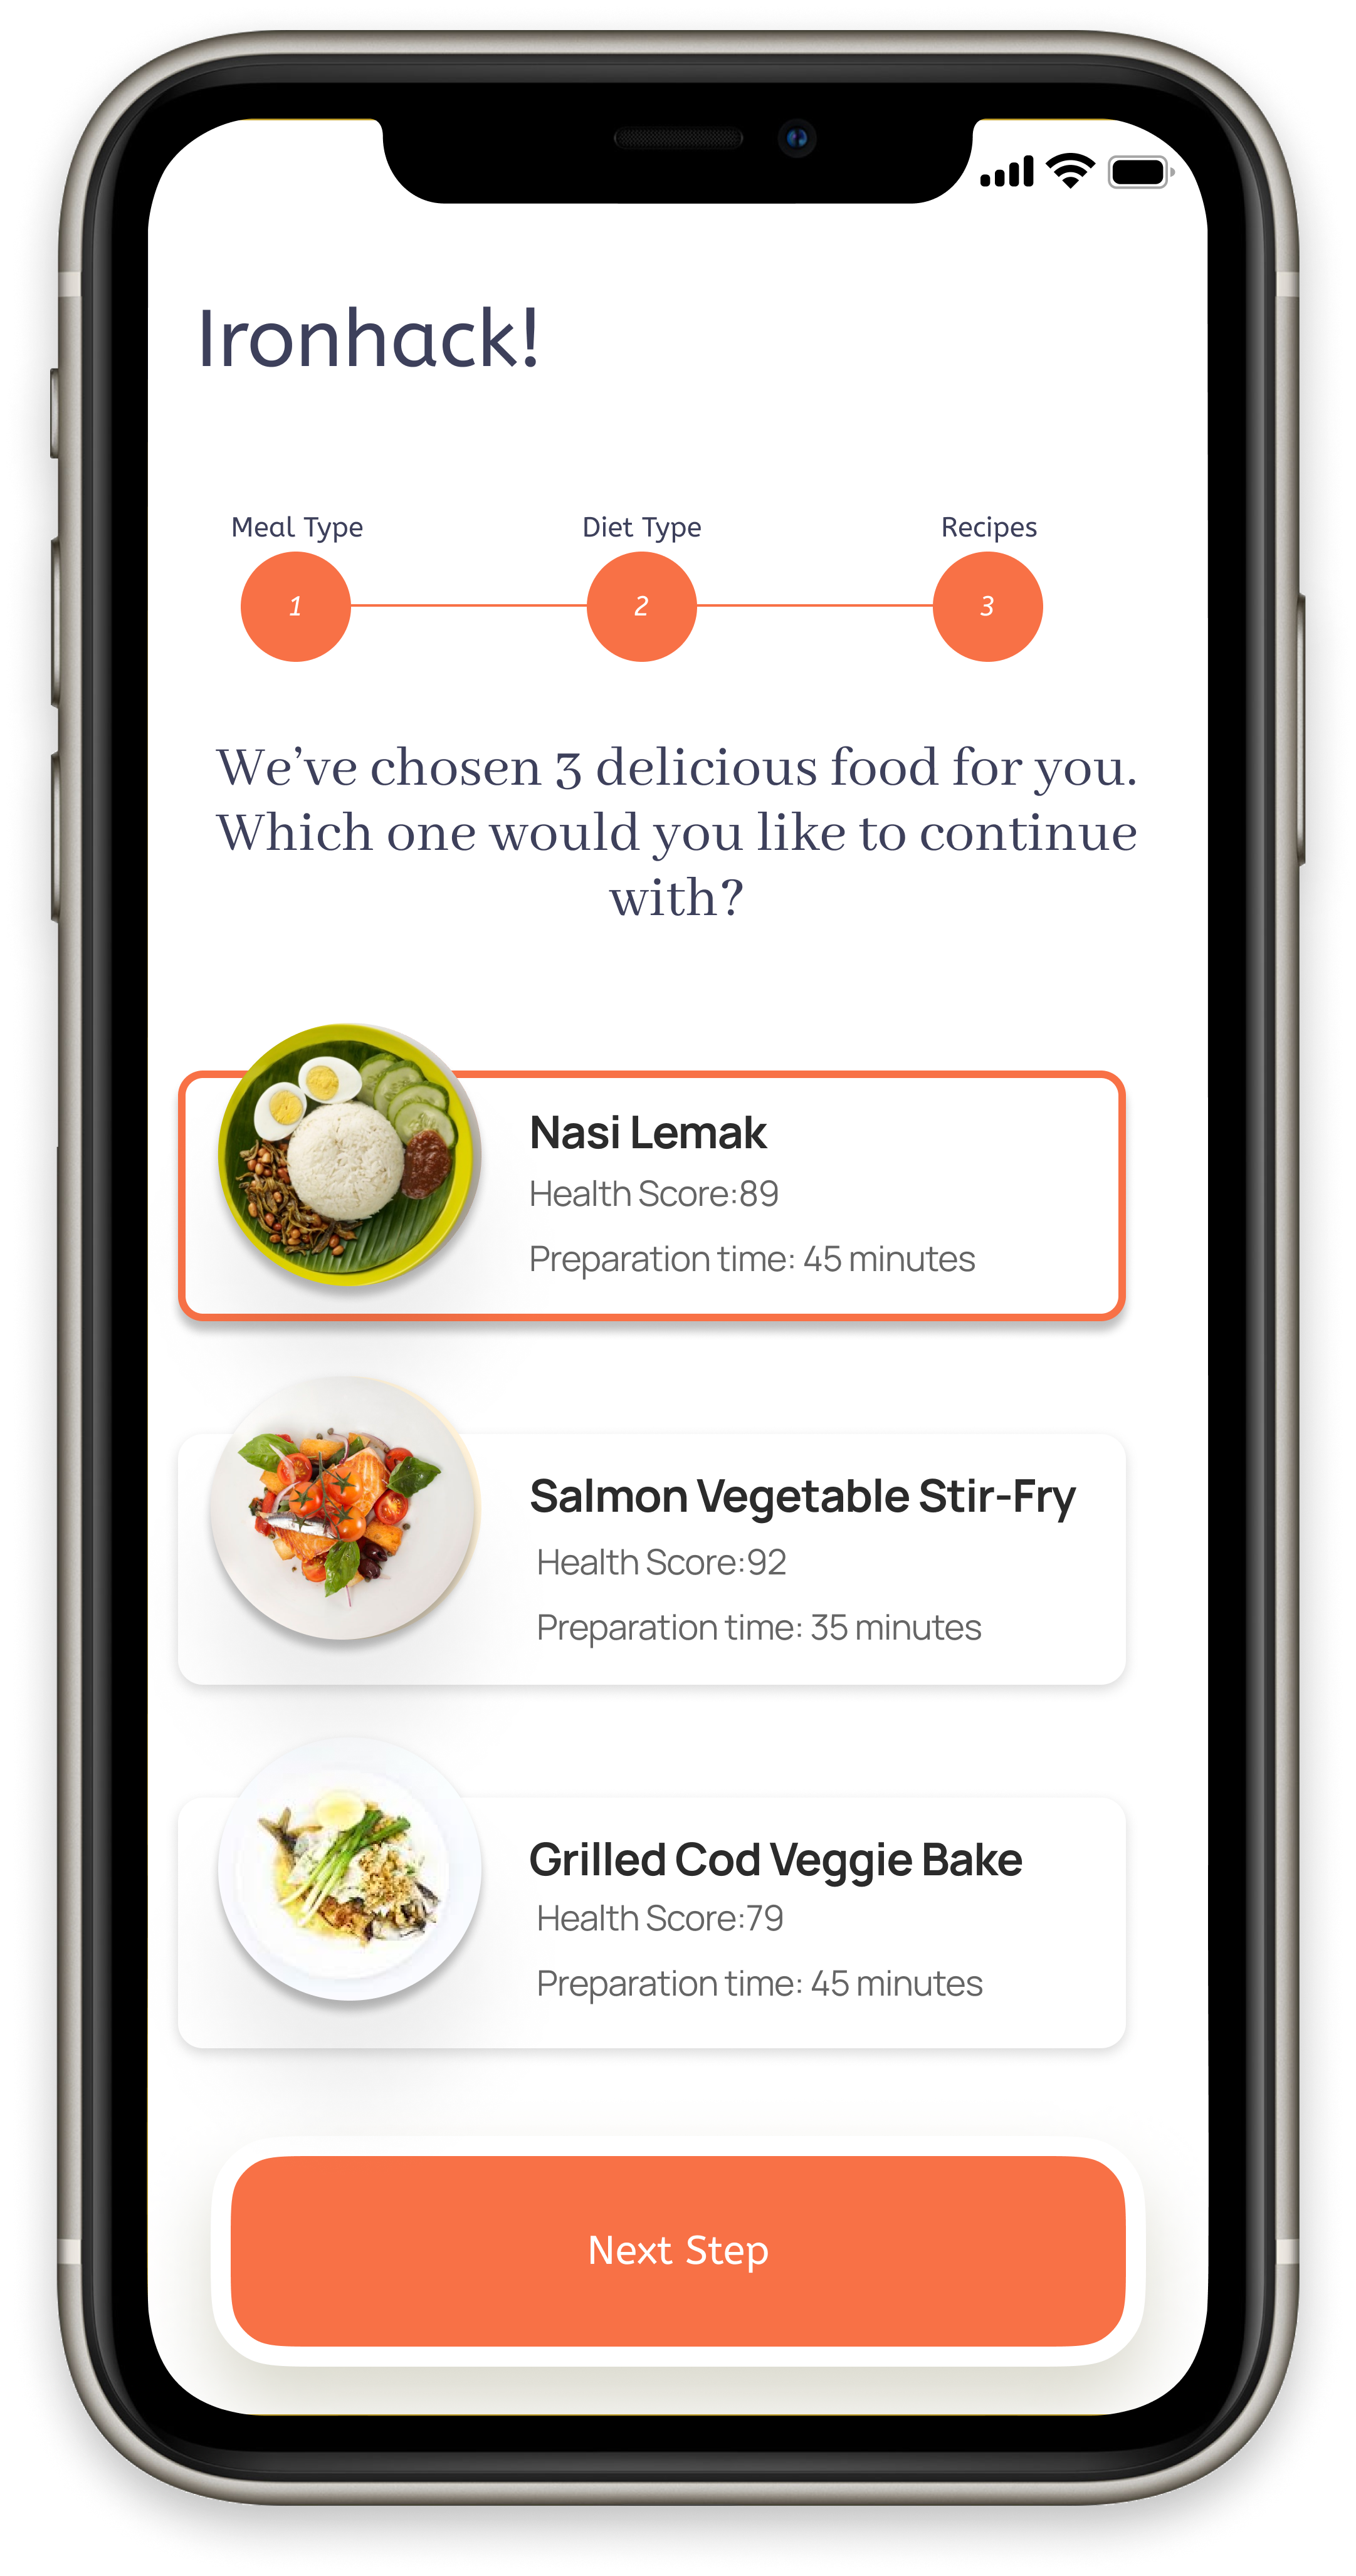 Ironhack!
Meal Type
Diet Type
Recipes
1
2
3
We’ve chosen 3 delicious food for you.
Which one would you like to continue
with?
Nasi Lemak
Health Score:89
Preparation time: 45 minutes
Salmon Vegetable Stir-Fry
Health Score:92
Preparation time: 35 minutes
Grilled Cod Veggie Bake
Health Score:79
Preparation time: 45 minutes
Next Step